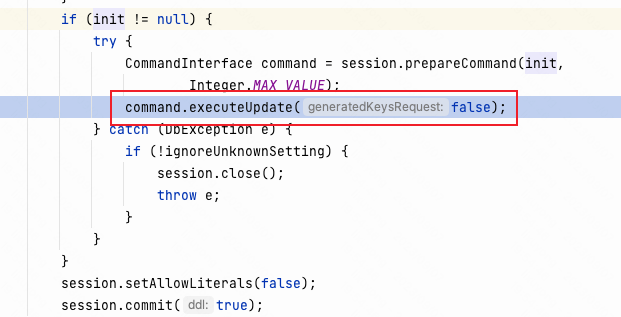 }
if (init != null) {
try {
CommandInterface command = session.prepareCommand(init,
Integer.MAX_VALUE);
command.executeUpdate( generatedKeysRequest: false);
} catch (DbException e) {
if (!ignoreUnknownSetting) {
session.close();
throw e;
}
}
}
session.setAllowLiterals(false);
session.commit( ddl: true);